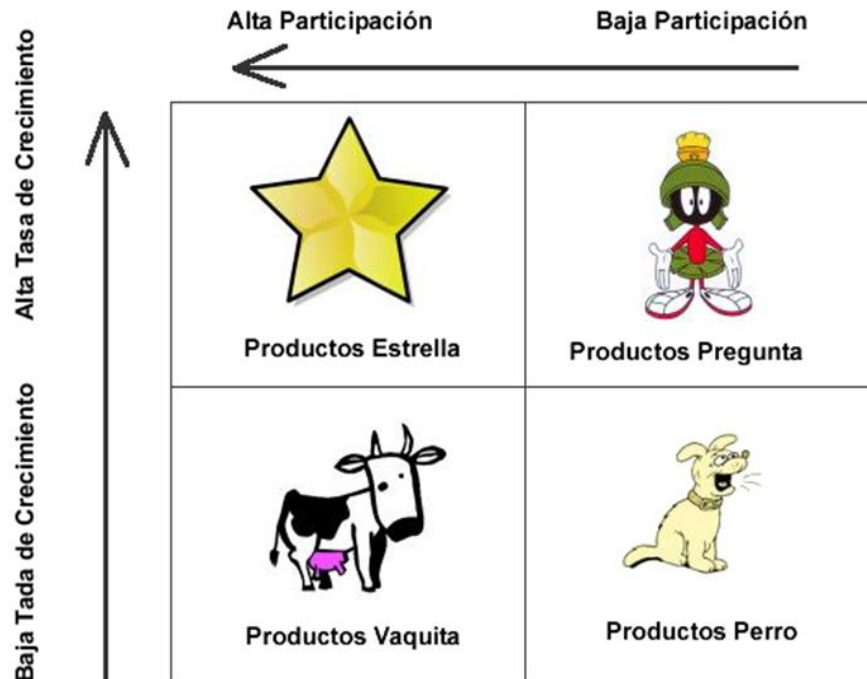 Alta Participación
Baja Participación
Alta Tasa de Crecimiento
Productos Estrella
Productos Pregunta
Baja Tada de Crecimiento
Productos Vaquita
Productos Perro